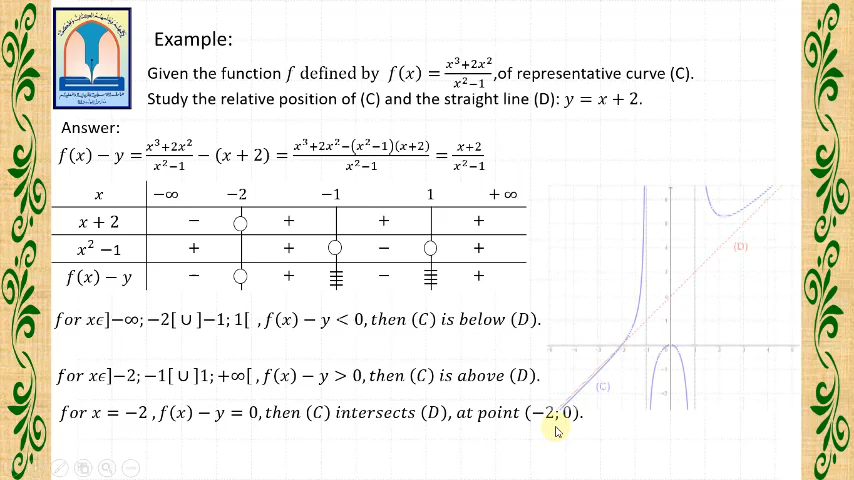 Example:
Given the function f defined by f(x) = (x³+2x²)/(x²−1) ,of representative curve (C).
Study the relative position of (C) and the straight line (D): y = x + 2.
Answer:
f(x) − y = (x³+2x²)/(x²−1) − (x + 2) = (x³+2x²−(x²−1)(x+2))/(x²−1) = (x+2)/(x²−1)
x −∞ −2 −1 1 +∞
x + 2 − + + +
x² −1 + + − +
f(x) − y − + − +
for xϵ]−∞; −2[ ∪ ]−1; 1[ , f(x) − y < 0, then (C) is below (D).
for xϵ]−2; −1[ ∪ ]1; +∞[ , f(x) − y > 0, then (C) is above (D).
for x = −2 , f(x) − y = 0, then (C) intersects (D), at point (−2; 0).
(D)
(C)